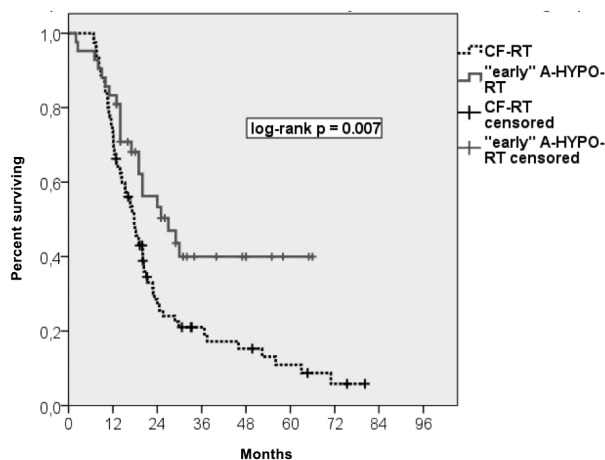 1,0
0,8
0,6
0,4
0,2
0,0
Percent surviving
log-rank p = 0.007
0 12 24 36 48 60 72 84 96
Months
CF-RT
"early" A-HYPO-
RT
CF-RT
censored
"early" A-HYPO-
RT censored